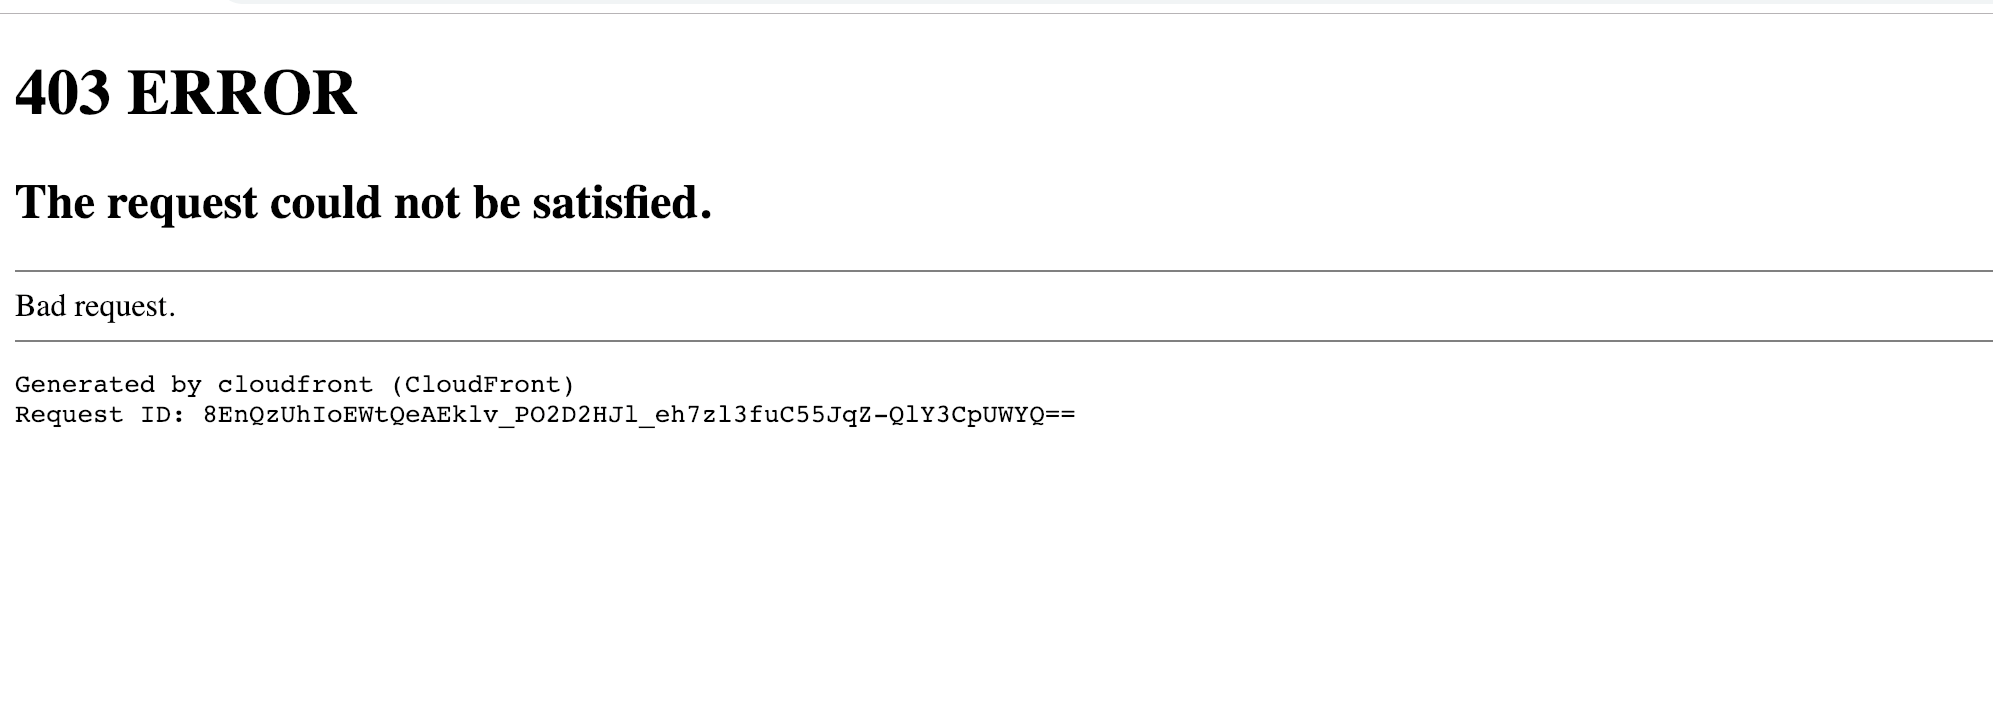 403 ERROR
The request could not be satisfied.
Bad request.
Generated by cloudfront (CloudFront)
Request ID: 8EnQzUhIoEWtQeAEklv_PO2D2HJl_eh7zl3fuC55JqZ-QlY3CpUWYQ==